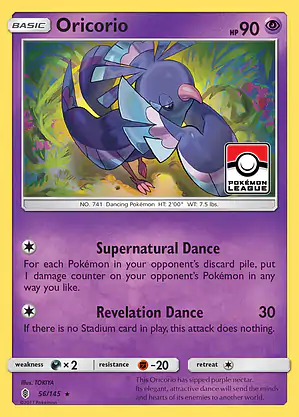 BASIC Oricorio HP 90
POKÉMON
LEAGUE
NO. 741 Dancing Pokémon HT: 2'00" WT: 7.5 lbs.
Supernatural Dance
For each Pokémon in your opponent's discard pile, put
1 damage counter on your opponent's Pokémon in any
way you like.
Revelation Dance 30
If there is no Stadium card in play, this attack does nothing.
weakness ×2 resistance -20 retreat
Illus. TOKIYA
56/145 ★
©2017 Pokémon
This Oricorio has sipped purple nectar.
Its elegant, attractive dance will send the minds
and hearts of its enemies to another world.